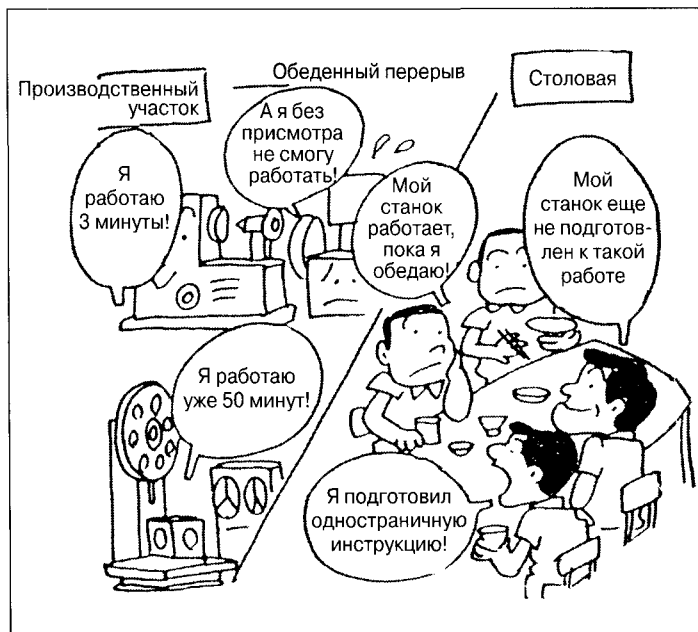 Производственный
участок
Обеденный перерыв
Столовая
Я
работаю
3 минуты!
А я без
присмотра
не смогу
работать!
Мой
станок
работает,
пока я
обедаю!
Мой
станок еще
не подготов-
лен к такой
работе
Я работаю
уже 50 минут!
Я подготовил
одностраничную
инструкцию!